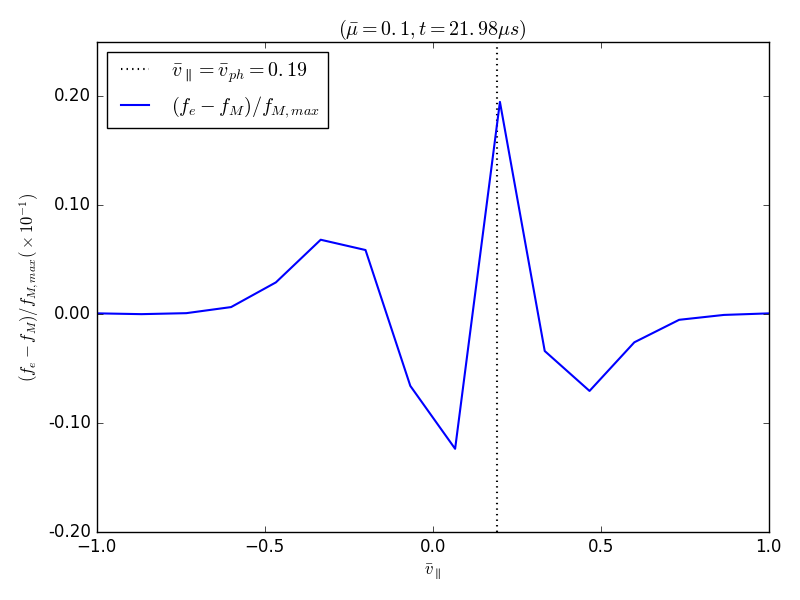 (μ̄ = 0.1, t = 21.98μs)
v̄∥ = v̄ph = 0.19
(fe − fM)/fM,max
0.20
0.10
0.00
-0.10
-0.20
(fe − fM)/fM,max(×10⁻¹)
−1.0 −0.5 0.0 0.5 1.0
v̄∥